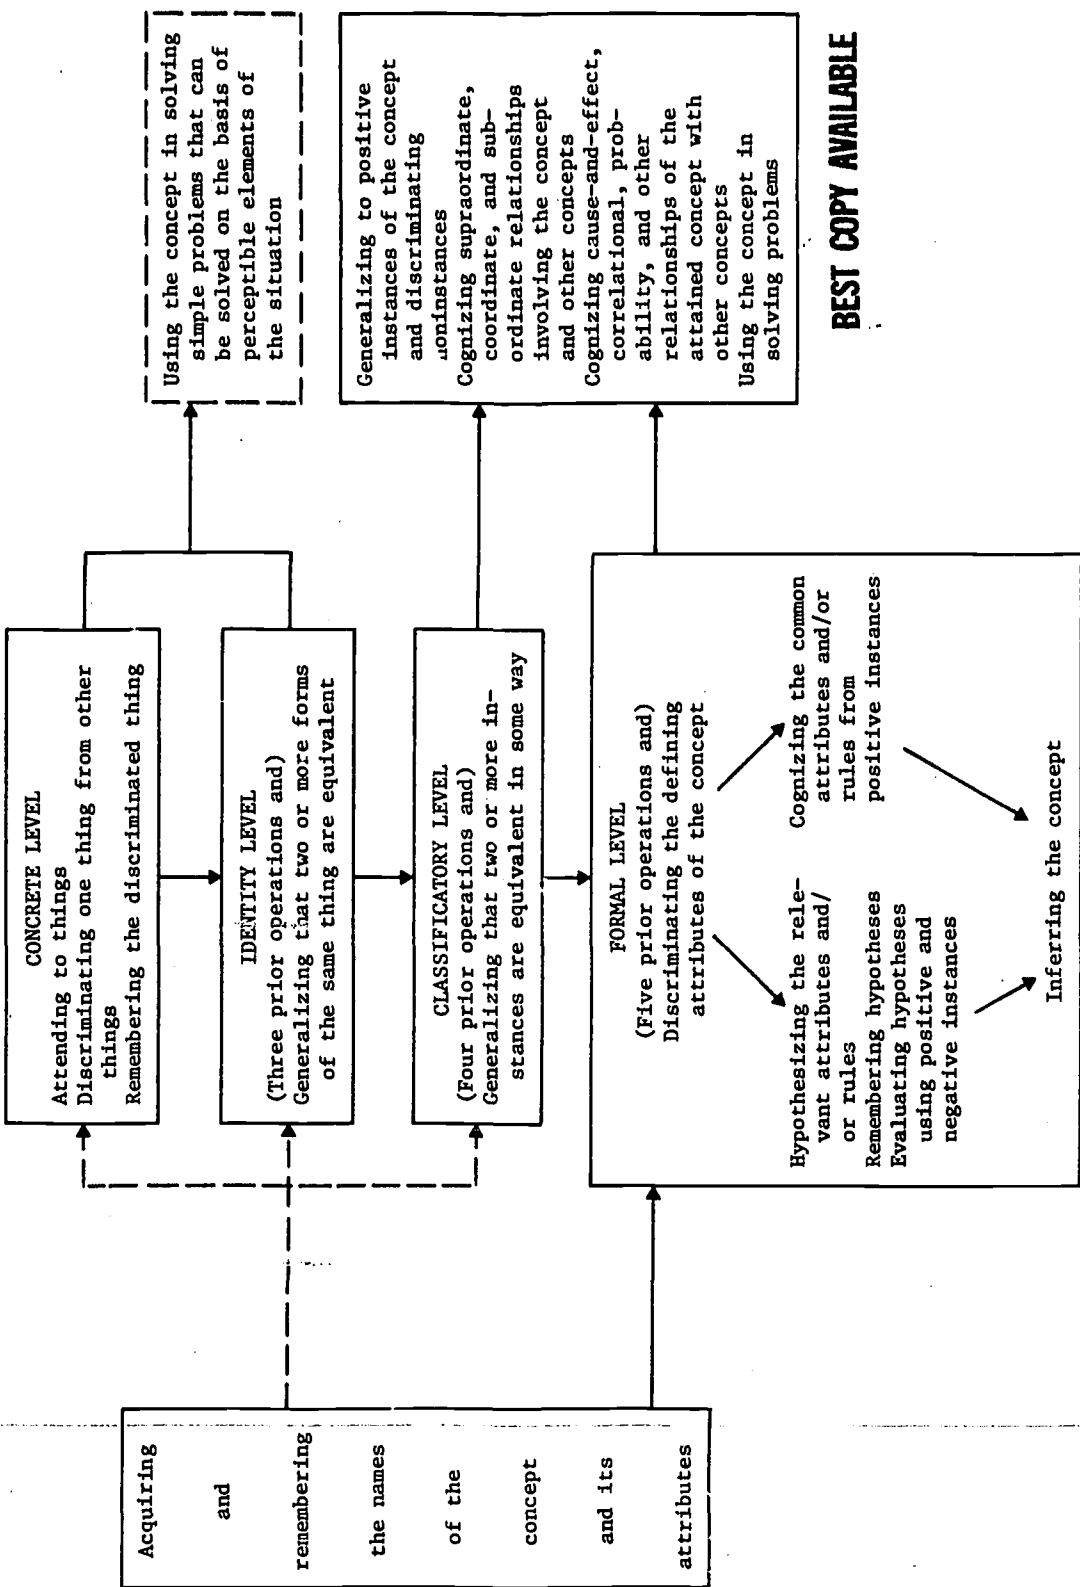 Acquiring
and
remembering
the names
of the
concept
and its
attributes
CONCRETE LEVEL
Attending to things
Discriminating one thing from other
things
Remembering the discriminated thing
IDENTITY LEVEL
(Three prior operations and)
Generalizing that two or more forms
of the same thing are equivalent
CLASSIFICATORY LEVEL
(Four prior operations and)
Generalizing that two or more in-
stances are equivalent in some way
FORMAL LEVEL
(Five prior operations and)
Discriminating the defining
attributes of the concept
Hypothesizing the rele-
vant attributes and/
or rules
Remembering hypotheses
Evaluating hypotheses
using positive and
negative instances
Cognizing the common
attributes and/or
rules from
positive instances
Inferring the concept
Using the concept in solving
simple problems that can
be solved on the basis of
perceptible elements of
the situation
Generalizing to positive
instances of the concept
and discriminating
noninstances
Cognizing supraordinate,
coordinate, and sub-
ordinate relationships
involving the concept
and other concepts
Cognizing cause-and-effect,
correlational, prob-
ability, and other
relationships of the
attained concept with
other concepts
Using the concept in
solving problems
BEST COPY AVAILABLE